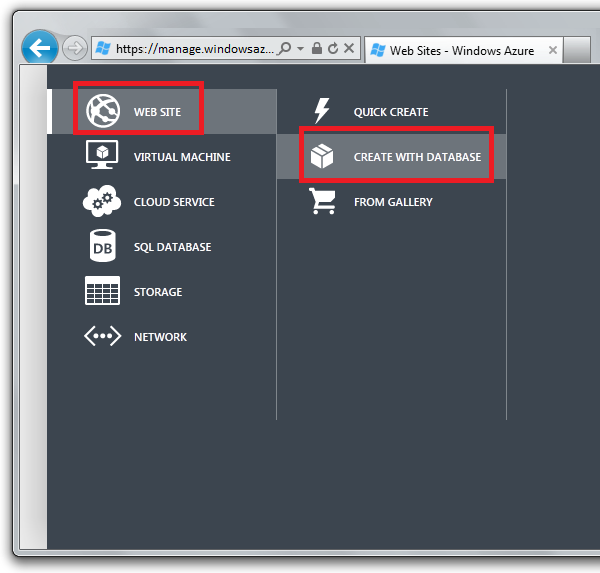 https://manage.windowsaz...
Web Sites - Windows Azure
WEB SITE
VIRTUAL MACHINE
CLOUD SERVICE
DB
SQL DATABASE
STORAGE
NETWORK
QUICK CREATE
CREATE WITH DATABASE
FROM GALLERY